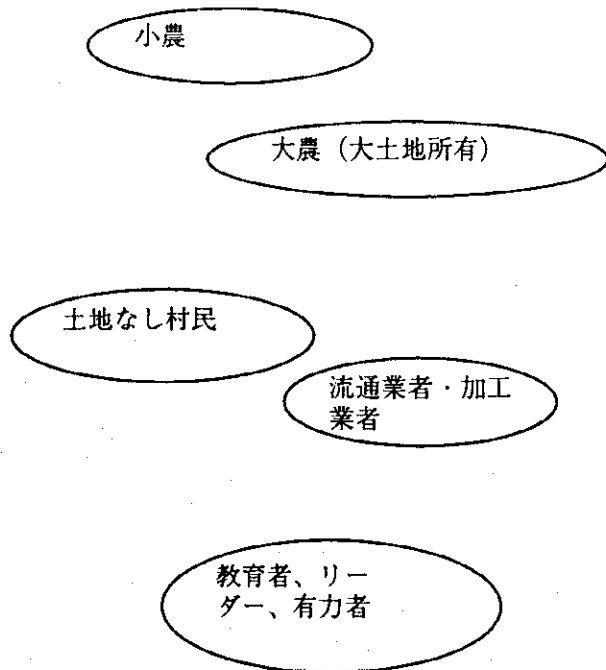 小農
大農（大土地所有）
土地なし村民
流通業者・加工
業者
教育者、リー
ダー、有力者